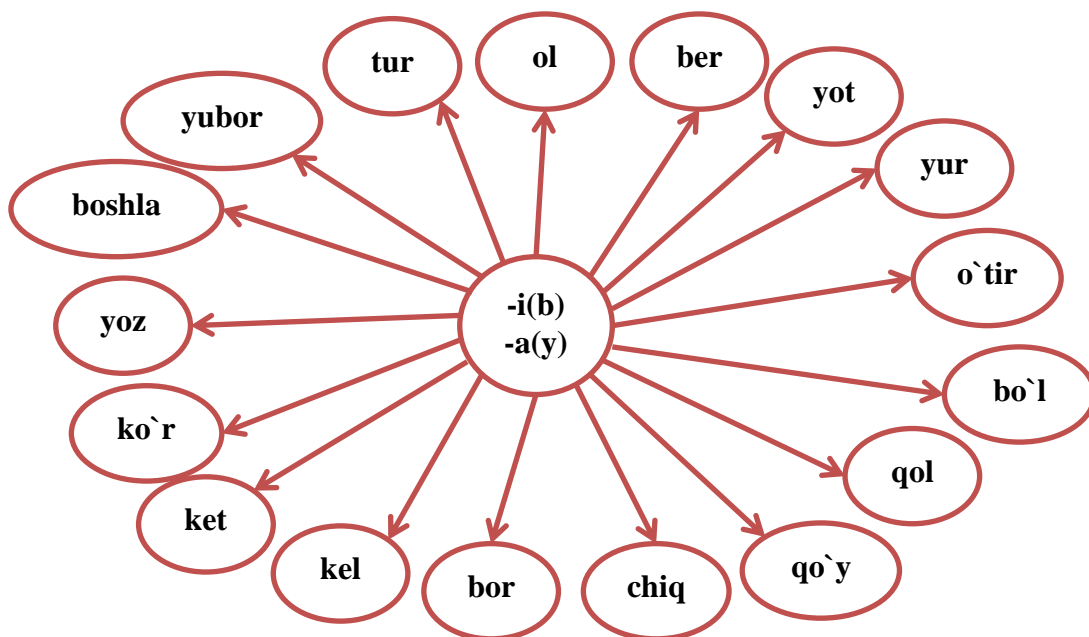 tur
ol
ber
yot
yur
o`tir
bo`l
qol
qo`y
chiq
bor
kel
ket
ko`r
yoz
boshla
yubor
-i(b)
-a(y)